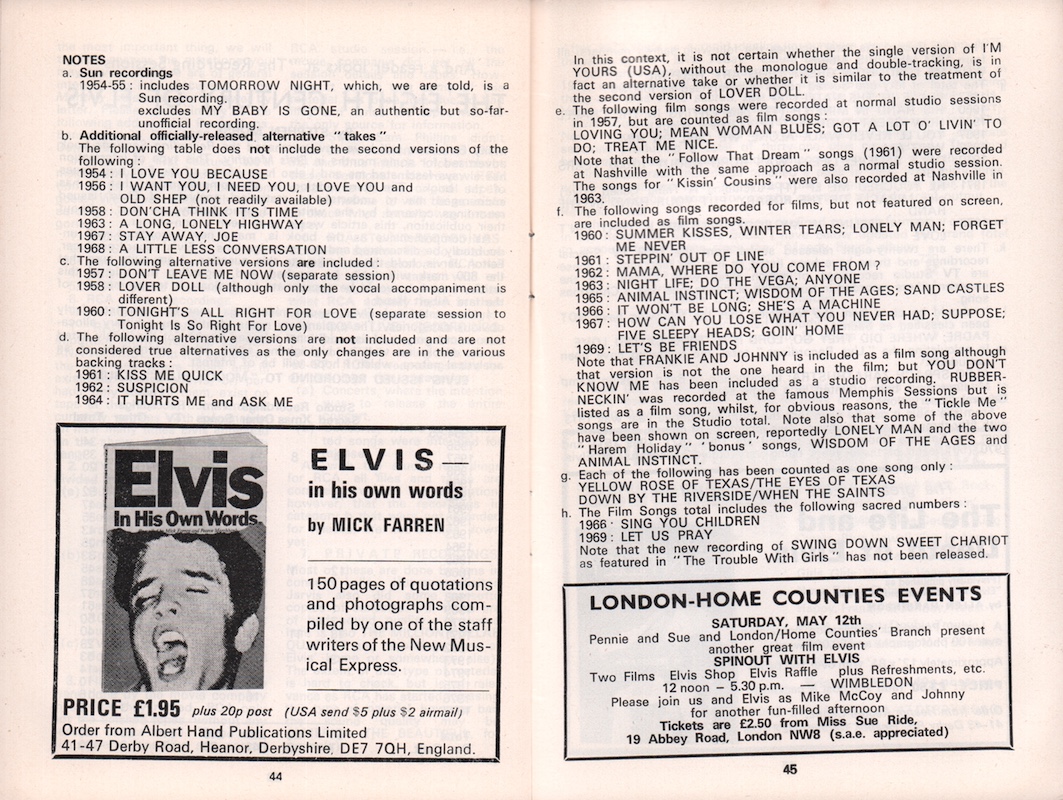 NOTES
a. Sun recordings
1954-55 : includes TOMORROW NIGHT, which, we are told, is a
Sun recording.
excludes MY BABY IS GONE, an authentic but so-far-
unofficial recording.
b. Additional officially-released alternative "takes"
The following table does not include the second versions of the
following :
1954 : I LOVE YOU BECAUSE
1956 : I WANT YOU, I NEED YOU, I LOVE YOU and
OLD SHEP (not readily available)
1958 : DON'CHA THINK IT'S TIME
1963 : A LONG, LONELY HIGHWAY
1967 : STAY AWAY, JOE
1968 : A LITTLE LESS CONVERSATION
c. The following alternative versions are included :
1957 : DON'T LEAVE ME NOW (separate session)
1958 : LOVER DOLL (although only the vocal accompaniment is
different)
1960 : TONIGHT'S ALL RIGHT FOR LOVE (separate session to
Tonight Is So Right For Love)
d. The following alternative versions are not included and are not
considered true alternatives as the only changes are in the various
backing tracks :
1961 : KISS ME QUICK
1962 : SUSPICION
1964 : IT HURTS ME and ASK ME
Elvis
In His Own Words
ELVIS—
in his own words
by MICK FARREN
150 pages of quotations
and photographs com-
piled by one of the staff
writers of the New Mus-
ical Express.
PRICE £1.95 plus 20p post (USA send $5 plus $2 airmail)
Order from Albert Hand Publications Limited
41-47 Derby Road, Heanor, Derbyshire, DE7 7QH, England.
44
In this context, it is not certain whether the single version of I'M
YOURS (USA), without the monologue and double-tracking, is in
fact an alternative take or whether it is similar to the treatment of
the second version of LOVER DOLL.
e. The following film songs were recorded at normal studio sessions
in 1957, but are counted as film songs :
LOVING YOU; MEAN WOMAN BLUES; GOT A LOT O' LIVIN' TO
DO; TREAT ME NICE.
Note that the "Follow That Dream" songs (1961) were recorded
at Nashville with the same approach as a normal studio session.
The songs for "Kissin' Cousins" were also recorded at Nashville in
1963.
f. The following songs recorded for films, but not featured on screen,
are included as film songs.
1960 : SUMMER KISSES, WINTER TEARS; LONELY MAN; FORGET
ME NEVER
1961 : STEPPIN' OUT OF LINE
1962 : MAMA, WHERE DO YOU COME FROM ?
1963 : NIGHT LIFE; DO THE VEGA; ANYONE
1965 : ANIMAL INSTINCT; WISDOM OF THE AGES; SAND CASTLES
1966 : IT WON'T BE LONG; SHE'S A MACHINE
1967 : HOW CAN YOU LOSE WHAT YOU NEVER HAD; SUPPOSE;
FIVE SLEEPY HEADS; GOIN' HOME
1969 : LET'S BE FRIENDS
Note that FRANKIE AND JOHNNY is included as a film song although
that version is not the one heard in the film; but YOU DON'T
KNOW ME has been included as a studio recording. RUBBER-
NECKIN' was recorded at the famous Memphis Sessions but is
listed as a film song, whilst, for obvious reasons, the "Tickle Me"
songs are in the Studio total. Note also that some of the above
have been shown on screen, reportedly LONELY MAN and the two
"Harem Holiday" 'bonus' songs, WISDOM OF THE AGES and
ANIMAL INSTINCT.
g. Each of the following has been counted as one song only :
YELLOW ROSE OF TEXAS/THE EYES OF TEXAS
DOWN BY THE RIVERSIDE/WHEN THE SAINTS
h. The Film Songs total includes the following sacred numbers :
1966 · SING YOU CHILDREN
1969 : LET US PRAY
Note that the new recording of SWING DOWN SWEET CHARIOT
as featured in "The Trouble With Girls" has not been released.
LONDON-HOME COUNTIES EVENTS
SATURDAY, MAY 12th
Pennie and Sue and London/Home Counties' Branch present
another great film event
SPINOUT WITH ELVIS
Two Films Elvis Shop Elvis Raffle plus Refreshments, etc.
12 noon – 5.30 p.m. — WIMBLEDON
Please join us and Elvis as Mike McCoy and Johnny
for another fun-filled afternoon
Tickets are £2.50 from Miss Sue Ride,
19 Abbey Road, London NW8 (s.a.e. appreciated)
45